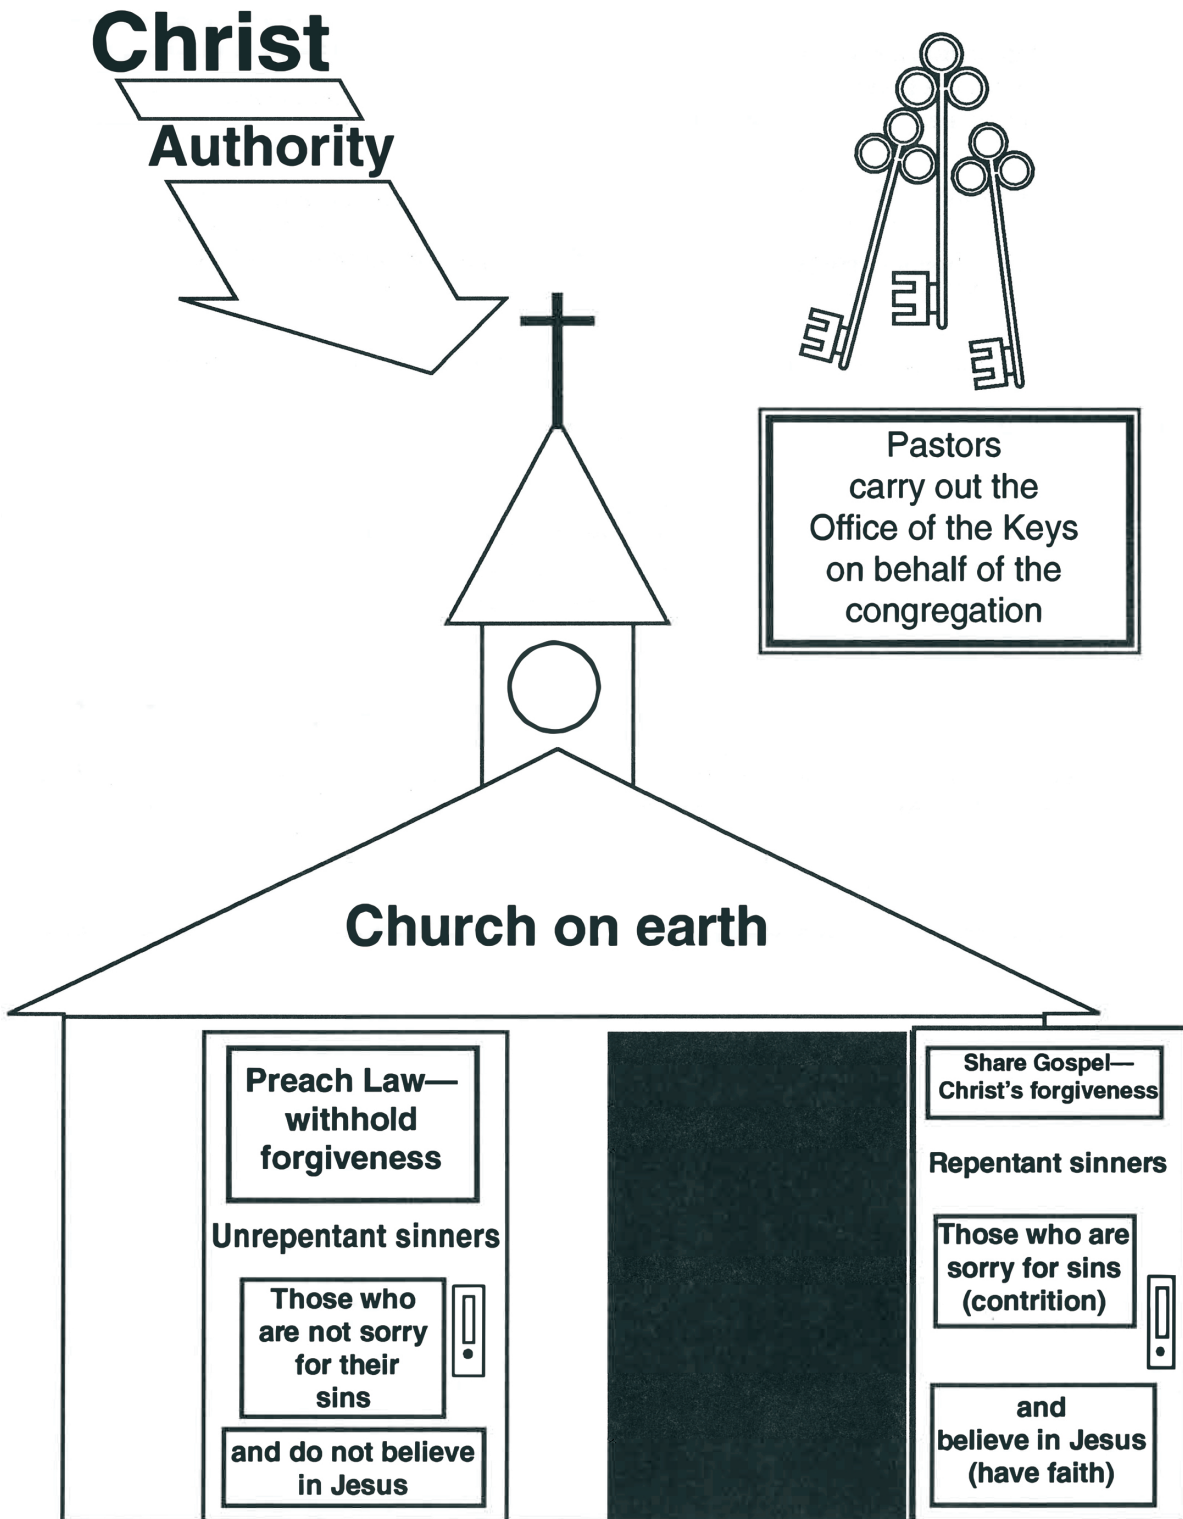 Christ
Authority
Pastors
carry out the
Office of the Keys
on behalf of the
congregation
Church on earth
Preach Law—
withhold
forgiveness
Unrepentant sinners
Those who
are not sorry
for their
sins
and do not believe
in Jesus
Share Gospel—
Christ's forgiveness
Repentant sinners
Those who are
sorry for sins
(contrition)
and
believe in Jesus
(have faith)